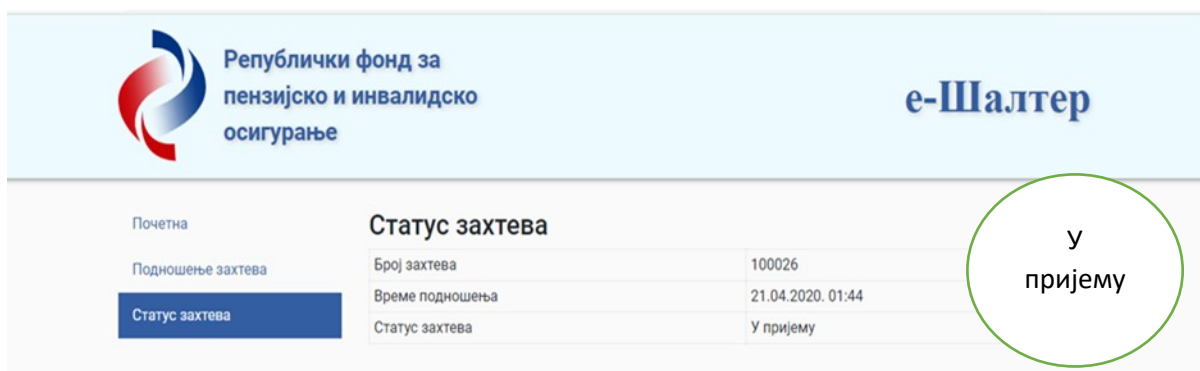 Републички фонд за
пензијско и инвалидско
осигурање
е-Шалтер
Почетна
Подношење захтева
Статус захтева
Статус захтева
Број захтева 100026
Време подношења 21.04.2020. 01:44
Статус захтева У пријему
У
пријему